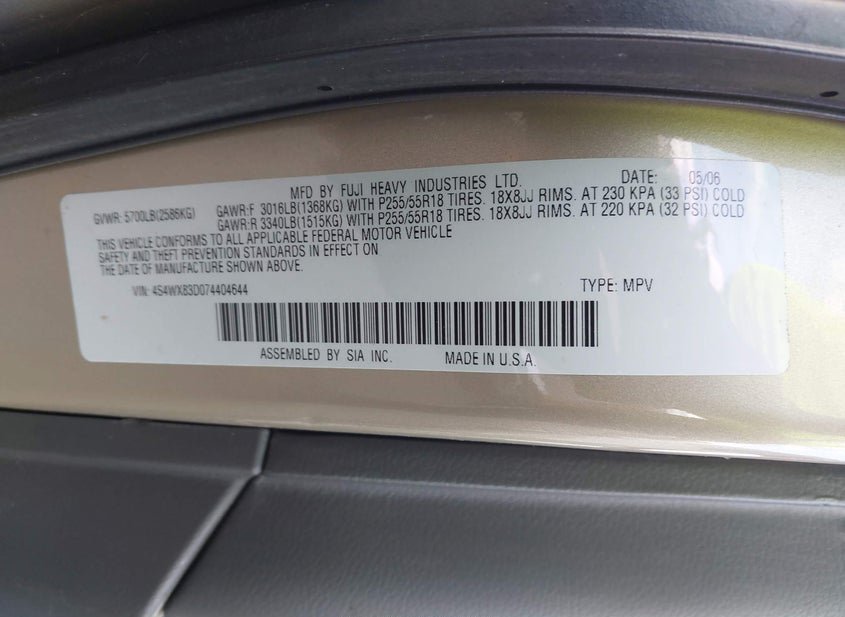 MFD BY FUJI HEAVY INDUSTRIES LTD. DATE: 05/06
GVWR: 5700LB(2586KG) GAWR:F 3016LB(1368KG) WITH P255/55R18 TIRES. 18X8JJ RIMS. AT 230 KPA (33 PSI) COLD
GAWR:R 3340LB(1515KG) WITH P255/55R18 TIRES. 18X8JJ RIMS. AT 220 KPA (32 PSI) COLD
THIS VEHICLE CONFORMS TO ALL APPLICABLE FEDERAL MOTOR VEHICLE
SAFETY AND THEFT PREVENTION STANDARDS IN EFFECT ON
THE DATE OF MANUFACTURE SHOWN ABOVE.
VIN: 4S4WX83D074404644 TYPE: MPV
ASSEMBLED BY SIA INC. MADE IN U.S.A.